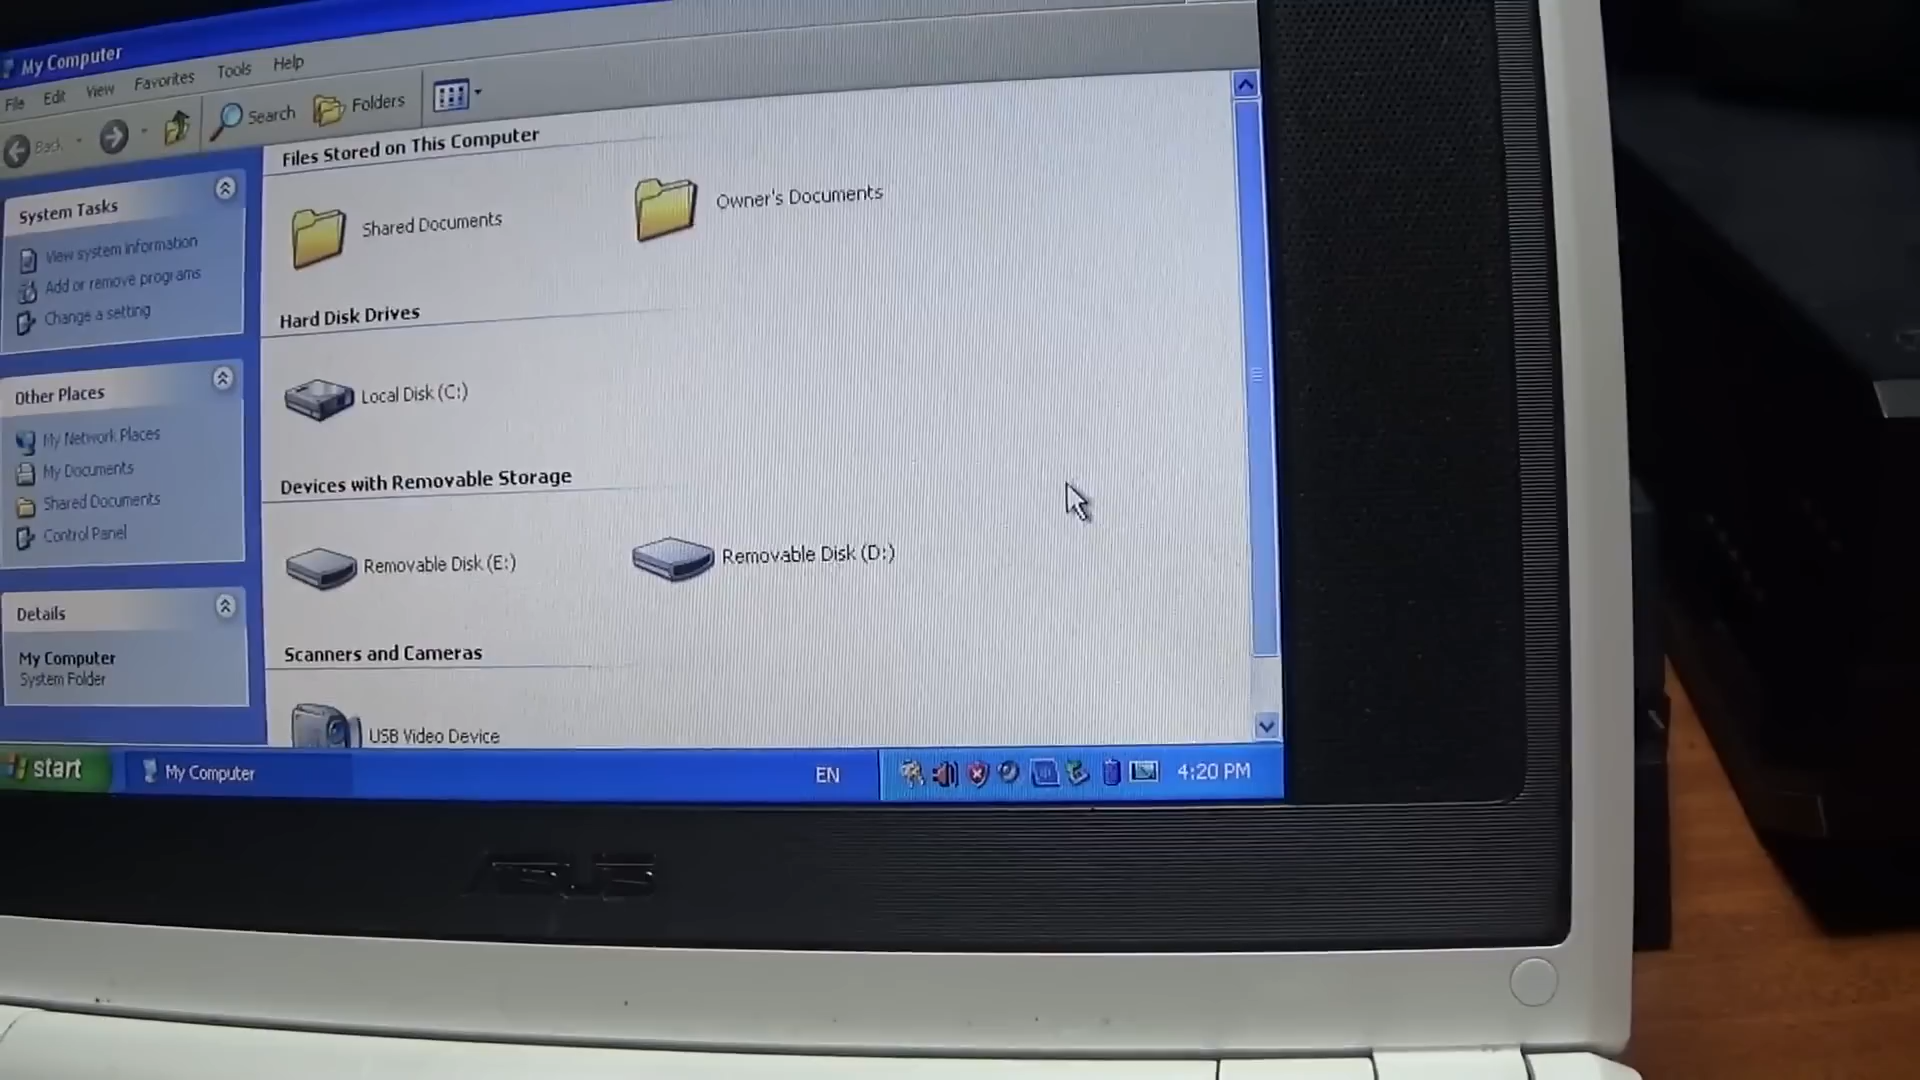 My Computer
File Edit View Favorites Tools Help
Back Search Folders
System Tasks
View system information
Add or remove programs
Change a setting
Other Places
My Network Places
My Documents
Shared Documents
Control Panel
Details
My Computer
System Folder
Files Stored on This Computer
Shared Documents
Owner's Documents
Hard Disk Drives
Local Disk (C:)
Devices with Removable Storage
Removable Disk (E:)
Removable Disk (D:)
Scanners and Cameras
USB Video Device
start My Computer EN 4:20 PM
ASUS